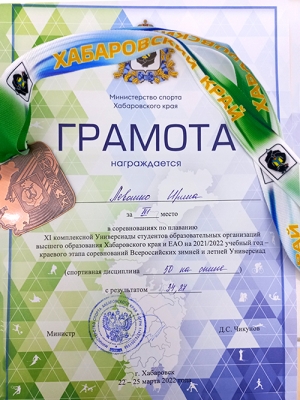 ХАБАРОВСКИЙ КРАЙ
Министерство спорта
Хабаровского края
ГРАМОТА
награждается
Ирина
за III место
в соревнованиях по плаванию
XI комплексной Универсиады студентов образовательных организаций
высшего образования Хабаровского края и ЕАО на 2021/2022 учебный год –
краевого этапа соревнований Всероссийских зимней и летней Универсиад
(спортивная дисциплина 50 на спине)
с результатом
Министр
Д.С. Чикунов
г. Хабаровск
22 – 25 марта 2022 года